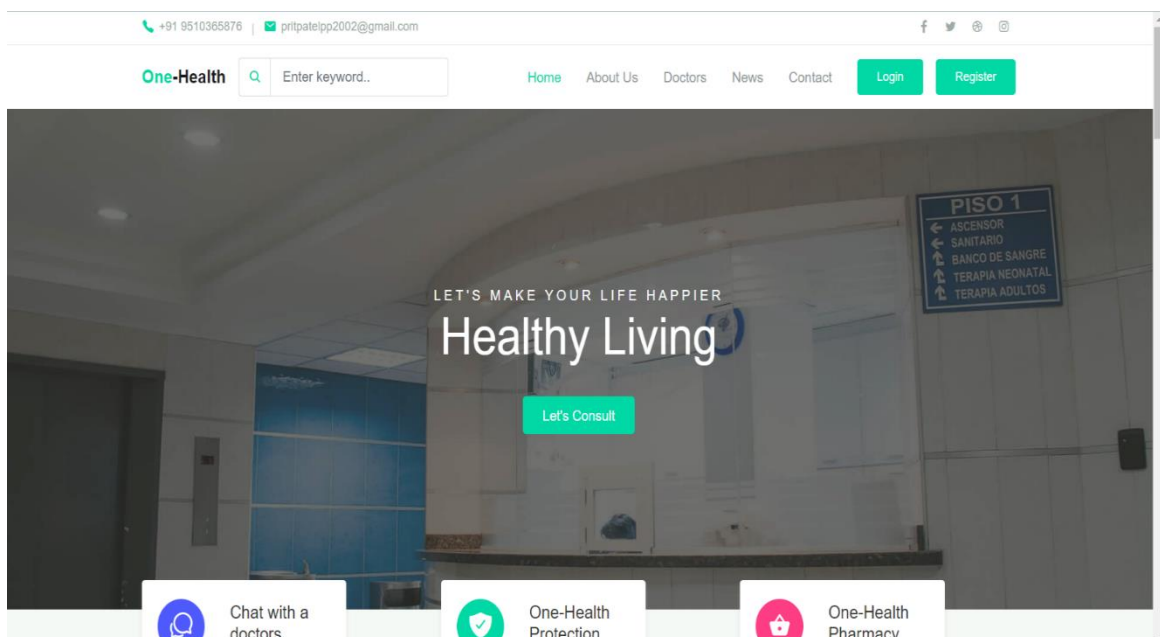 +91 9510365876 | pritpatelpp2002@gmail.com
One-Health Enter keyword.. Home About Us Doctors News Contact Login Register
PISO 1
ASCENSOR
SANITARIO
BANCO DE SANGRE
TERAPIA NEONATAL
TERAPIA ADULTOS
LET'S MAKE YOUR LIFE HAPPIER
Healthy Living
Let's Consult
Chat with a
doctors
One-Health
Protection
One-Health
Pharmacy